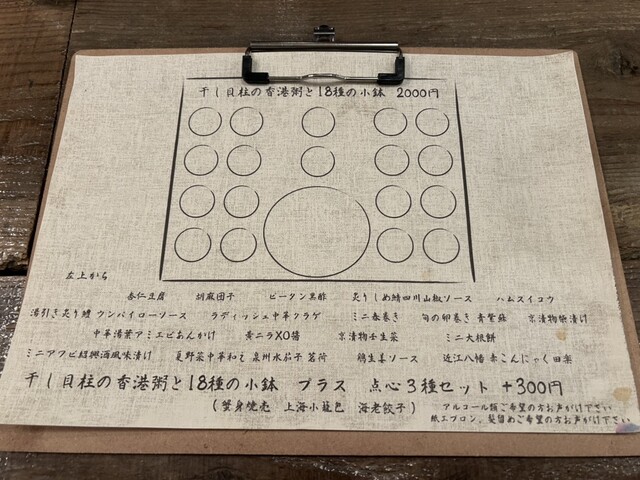 干し貝柱の香港粥と18種の小鉢 2000円
左上から
杏仁豆腐 胡麻団子 ピータン黒酢 炙りしめ鯖四川山椒ソース ハムスイコウ
湯引き炙り鱧 ウンパイローソース ラディッシュ中華クラゲ ミニ春巻き 旬の卵巻き 青紫蘇 京漬物柴漬け
中華湯葉アミエビあんかけ 黄ニラXO醤 京漬物壬生菜 ミニ大根餅
ミニアワビ紹興酒風味漬け 夏野菜中華和え 泉州水茄子 茗荷 鶏生姜ソース 近江八幡 赤こんにゃく田楽
干し貝柱の香港粥と18種の小鉢 プラス 点心3種セット +300円
(蟹身焼売 上海小籠包 海老餃子)
アルコール類ご希望の方お声がけ下さい
紙エプロン、髪留めご希望の方お声がけ下さい